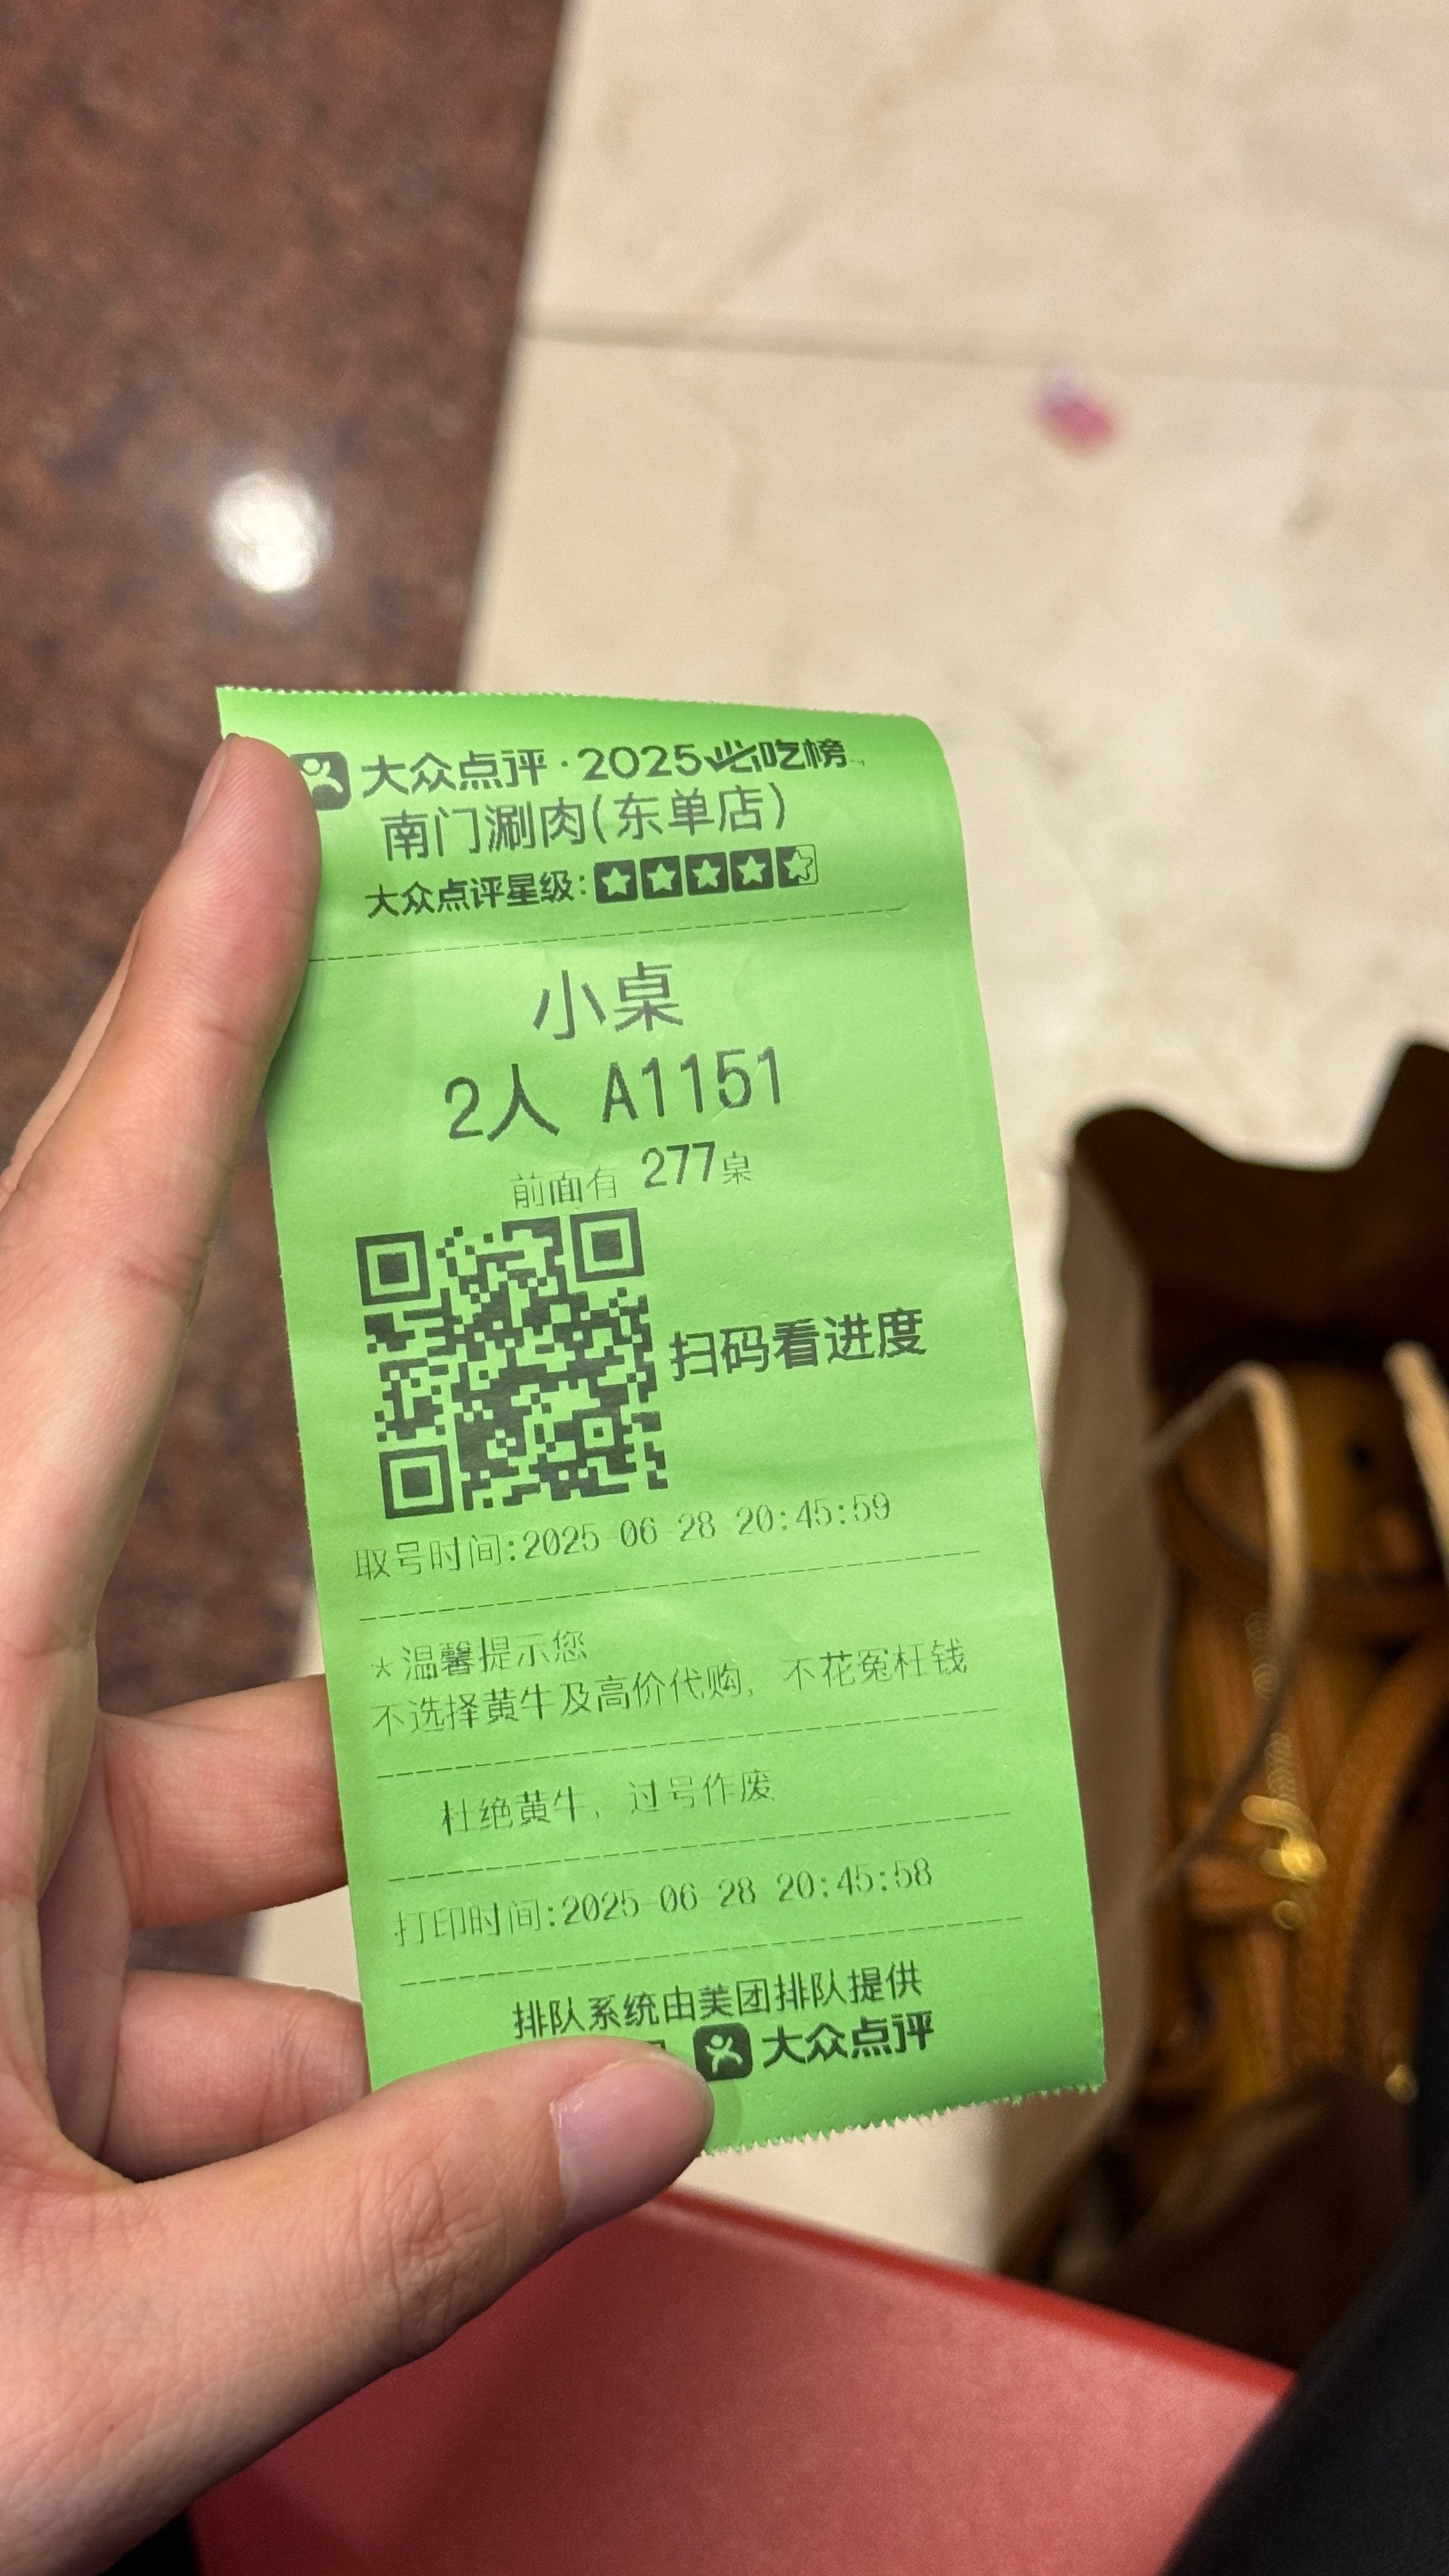 大众点评·2025必吃榜
南门涮肉(东单店)
大众点评星级:
小桌
2人 A1151
前面有 277桌
扫码看进度
取号时间:2025-06-28 20:45:59
*温馨提示您
不选择黄牛及高价代购, 不花冤枉钱
杜绝黄牛, 过号作废
打印时间:2025-06-28 20:45:58
排队系统由美团排队提供
大众点评